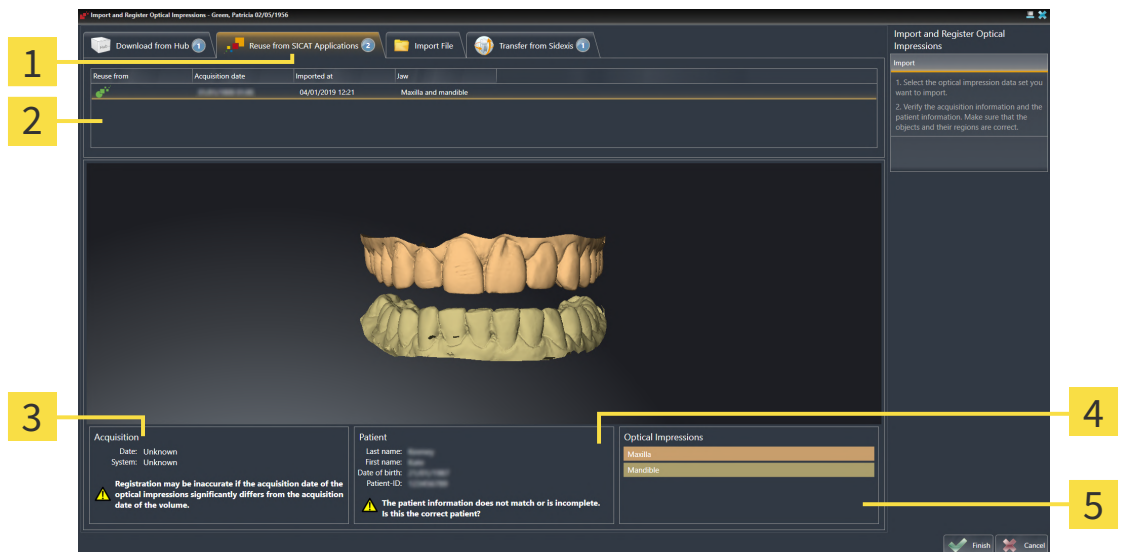 Import and Register Optical Impressions - Green, Patricia 02/05/1956
Download from Hub 1
Reuse from SICAT Applications 2
Import File
Transfer from Sidexis 1
Reuse from
Acquisition date
Imported at
Jaw
04/01/2019 12:21
Maxilla and mandible
Import and Register Optical
Impressions
Import
1. Select the optical impression data set you
want to import.
2. Verify the acquisition information and the
patient information. Make sure that the
objects and their regions are correct.
1
2
3
4
5
Acquisition
Date: Unknown
System: Unknown
Registration may be inaccurate if the acquisition date of the
optical impressions significantly differs from the acquisition
date of the volume.
Patient
Last name:
First name:
Date of birth:
Patient-ID:
The patient information does not match or is incomplete.
Is this the correct patient?
Optical Impressions
Maxilla
Mandible
Finish
Cancel